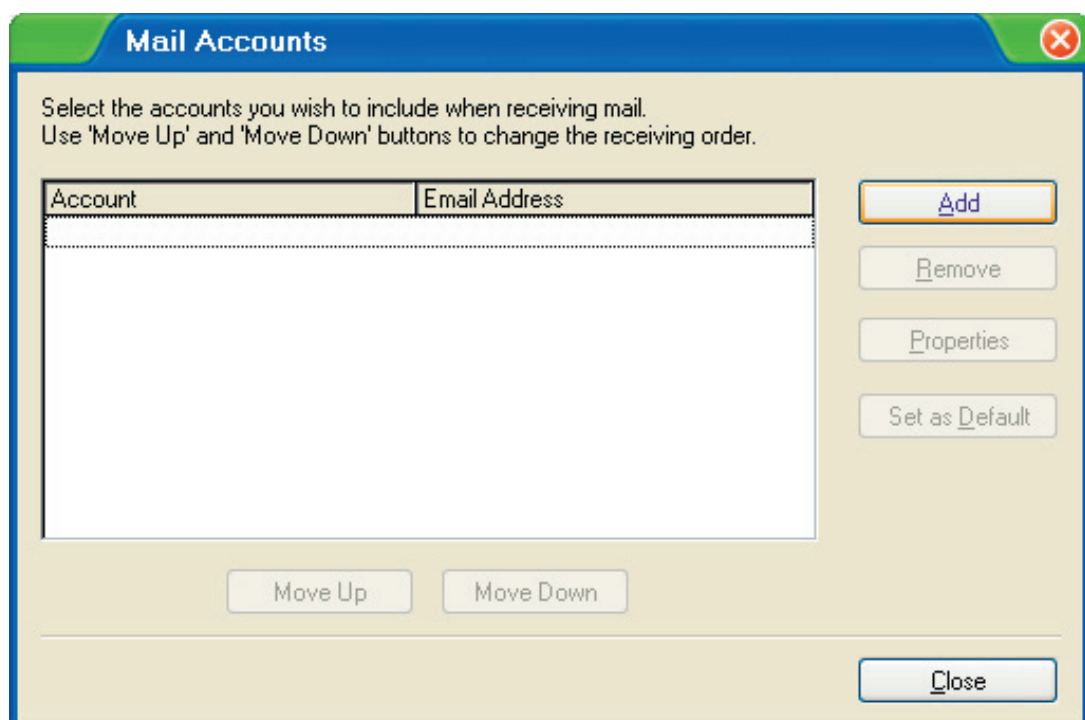 Mail Accounts
Select the accounts you wish to include when receiving mail.
Use 'Move Up' and 'Move Down' buttons to change the receiving order.
Account Email Address
Add
Remove
Properties
Set as Default
Move Up Move Down
Close